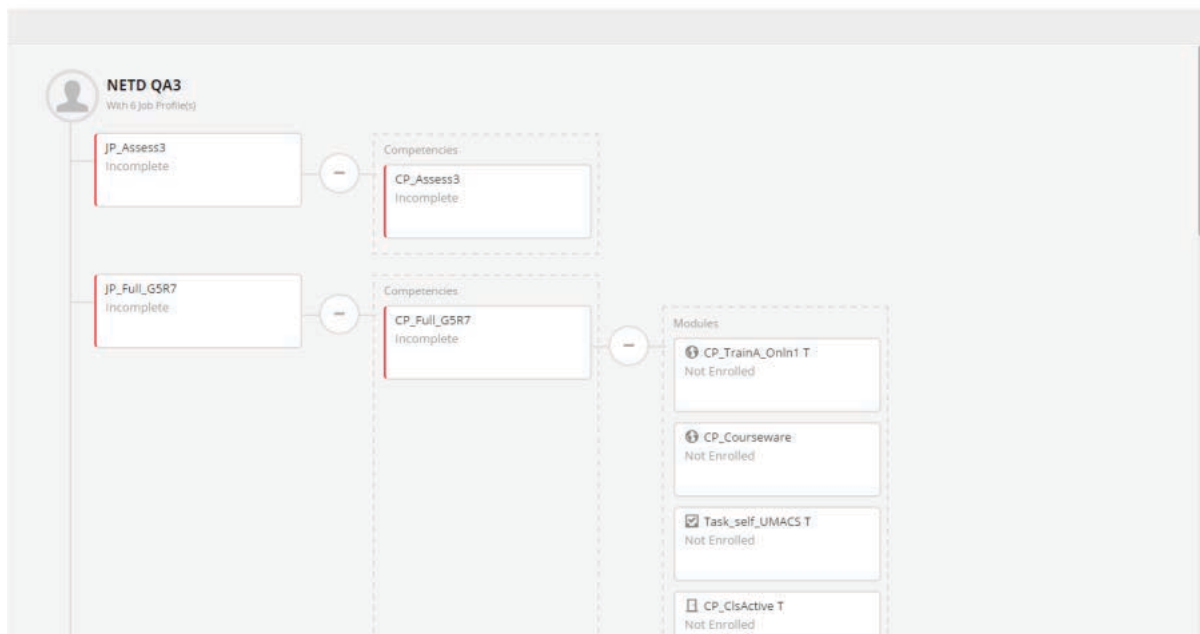 NETD QA3
With 6 Job Profile(s)
JP_Assess3
Incomplete
Competencies
CP_Assess3
Incomplete
JP_Full_G5R7
Incomplete
Competencies
CP_Full_G5R7
Incomplete
Modules
CP_TrainA_Onln1 T
Not Enrolled
CP_Courseware
Not Enrolled
Task_self_UMACS T
Not Enrolled
CP_ClsActive T
Not Enrolled